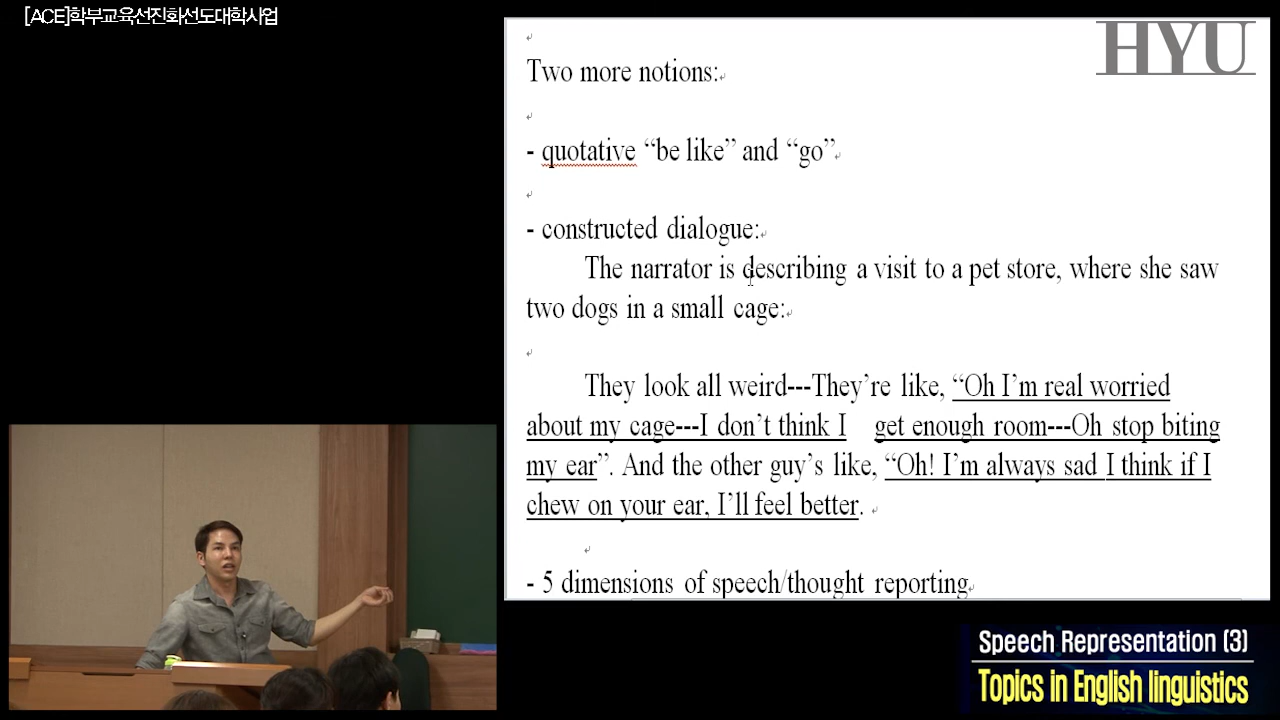 [ACE]학부교육선진화선도대학사업
HYU
Two more notions:
- quotative “be like” and “go”
- constructed dialogue:
The narrator is describing a visit to a pet store, where she saw
two dogs in a small cage:
They look all weird---They’re like, “Oh I’m real worried
about my cage---I don’t think I get enough room---Oh stop biting
my ear”. And the other guy’s like, “Oh! I’m always sad I think if I
chew on your ear, I’ll feel better.
- 5 dimensions of speech/thought reporting
Speech Representation (3)
Topics in English linguistics